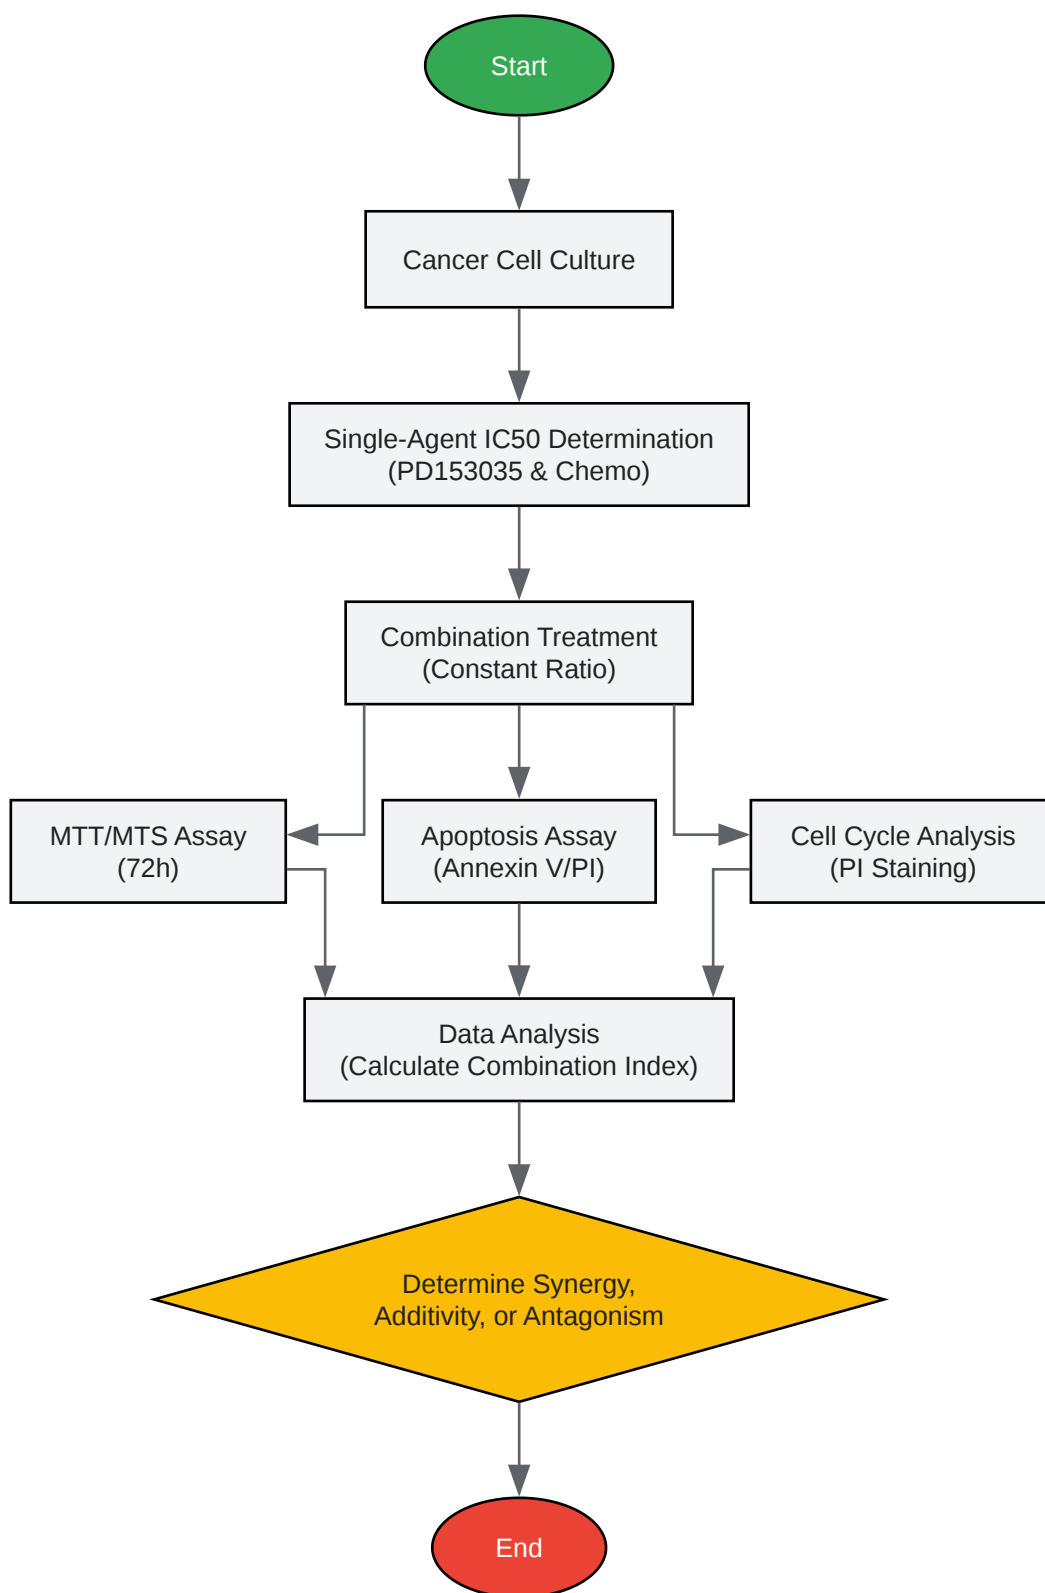 Start
Cancer Cell Culture
Single-Agent IC50 Determination
(PD153035 & Chemo)
Combination Treatment
(Constant Ratio)
MTT/MTS Assay
(72h)
Apoptosis Assay
(Annexin V/PI)
Cell Cycle Analysis
(PI Staining)
Data Analysis
(Calculate Combination Index)
Determine Synergy,
Additivity, or Antagonism
End